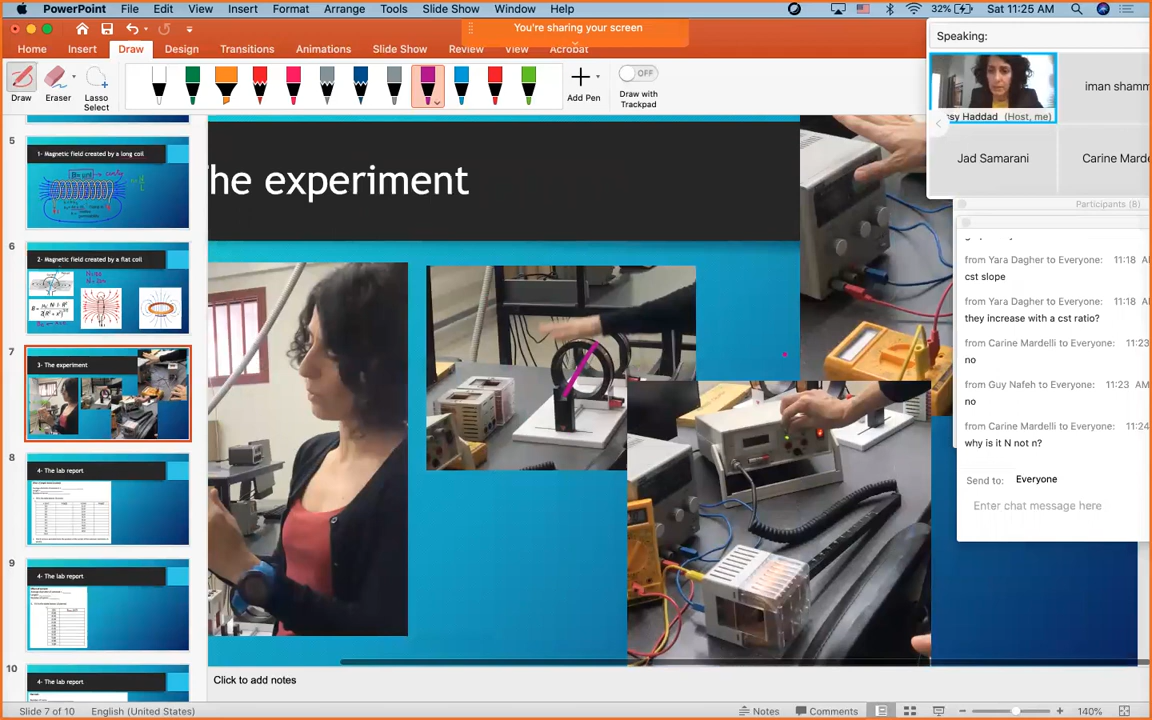 PowerPoint File Edit View Insert Format Arrange Tools Slide Show Window Help 32% Sat 11:25 AM
You're sharing your screen
Home Insert Draw Design Transitions Animations Slide Show Review View Acrobat
Speaking:
Draw Eraser Lasso Select Add Pen OFF Draw with Trackpad
sy Haddad (Host, me)
iman shamm
Jad Samarani Carine Marde
Participants (8)
5
1- Magnetic field created by a long coil
6
2- Magnetic field created by a flat coil
7
3- The experiment
8
4- The lab report
9
4- The lab report
10
4- The lab report
The experiment
from Yara Dagher to Everyone: 11:18 A
cst slope
from Yara Dagher to Everyone: 11:18 A
they increase with a cst ratio?
from Carine Mardelli to Everyone: 11:23
no
from Guy Nafeh to Everyone: 11:23 A
no
from Carine Mardelli to Everyone: 11:24
why is it N not n?
Send to: Everyone
Enter chat message here
Click to add notes
Slide 7 of 10 English (United States) Notes Comments 140%